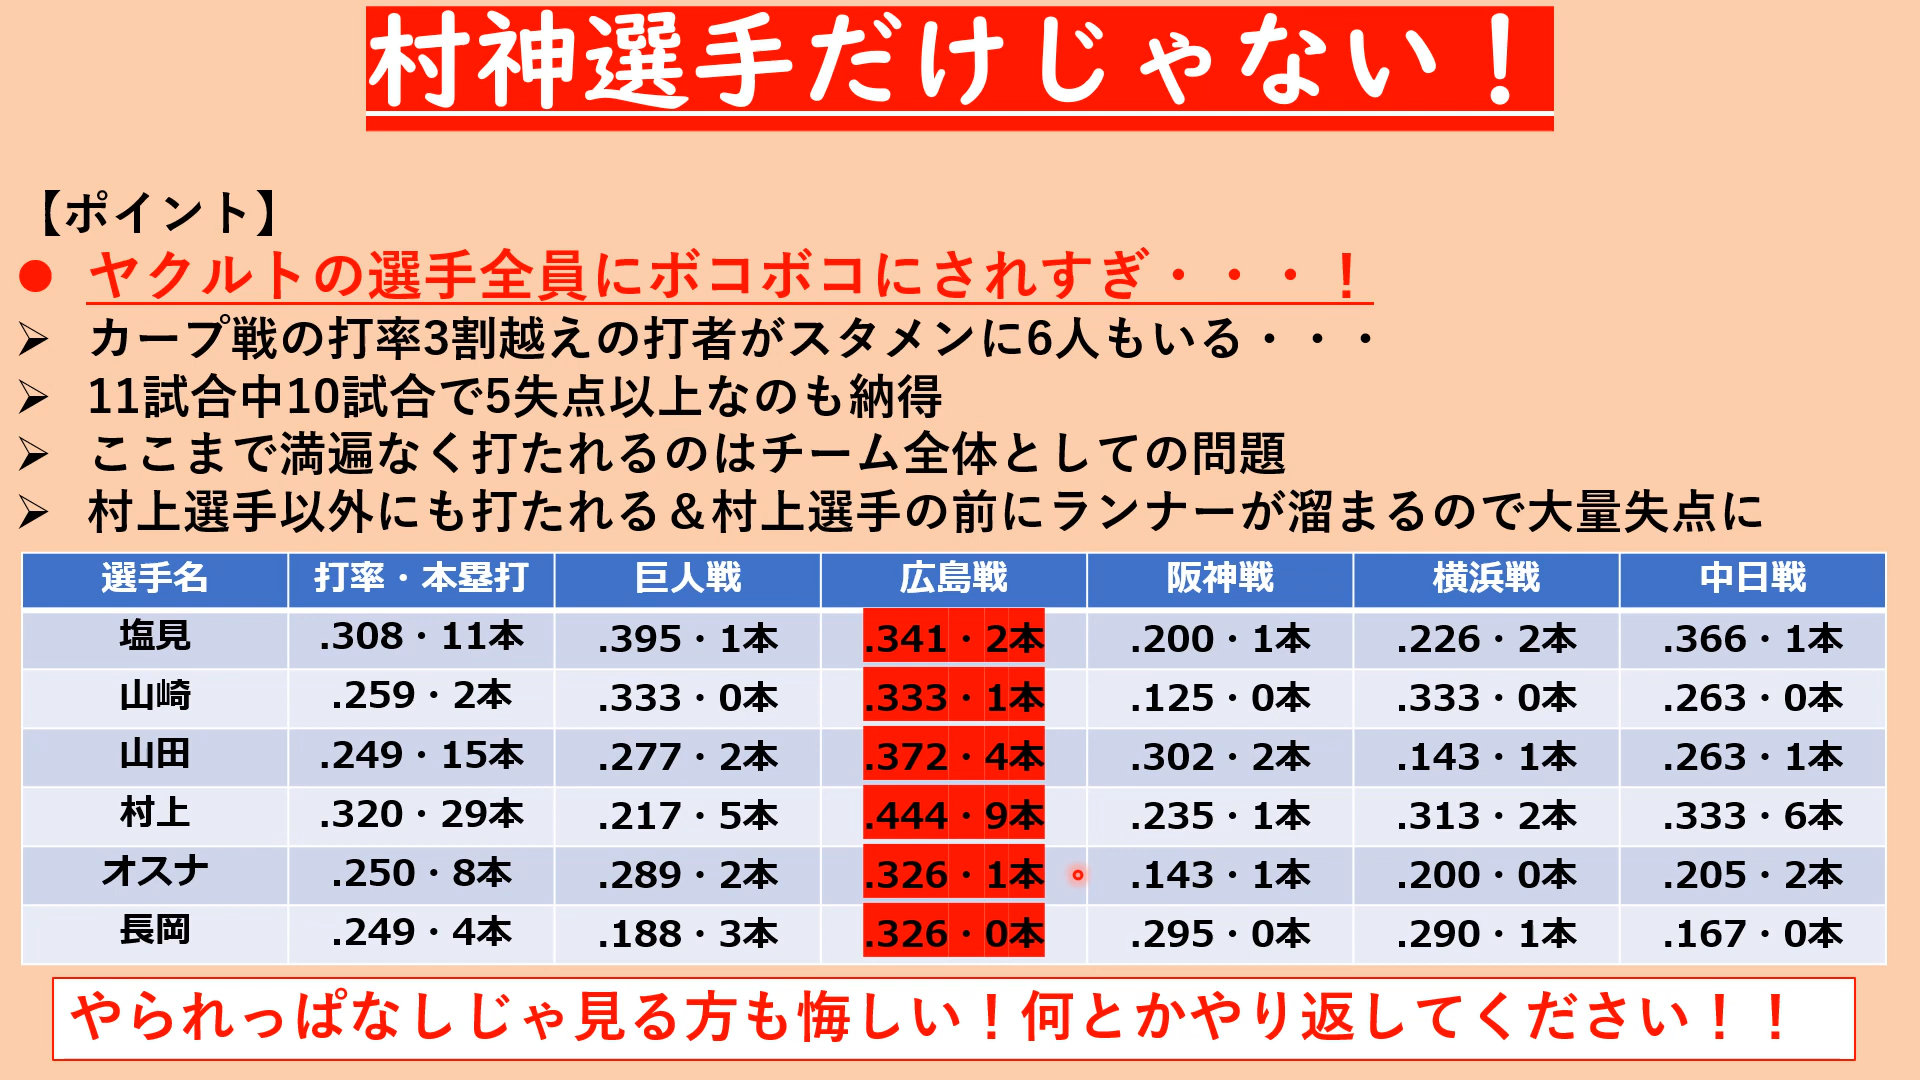 村神選手だけじゃない！
【ポイント】
● ヤクルトの選手全員にボコボコにされすぎ・・・！
➢ カープ戦の打率3割越えの打者がスタメンに6人もいる・・・
➢ 11試合中10試合で5失点以上なのも納得
➢ ここまで満遍なく打たれるのはチーム全体としての問題
➢ 村上選手以外にも打たれる＆村上選手の前にランナーが溜まるので大量失点に
選手名 打率・本塁打 巨人戦 広島戦 阪神戦 横浜戦 中日戦
塩見 .308・11本 .395・1本 .341・2本 .200・1本 .226・2本 .366・1本
山崎 .259・2本 .333・0本 .333・1本 .125・0本 .333・0本 .263・0本
山田 .249・15本 .277・2本 .372・4本 .302・2本 .143・1本 .263・1本
村上 .320・29本 .217・5本 .444・9本 .235・1本 .313・2本 .333・6本
オスナ .250・8本 .289・2本 .326・1本 .143・1本 .200・0本 .205・2本
長岡 .249・4本 .188・3本 .326・0本 .295・0本 .290・1本 .167・0本
やられっぱなしじゃ見る方も悔しい！何とかやり返してください！！